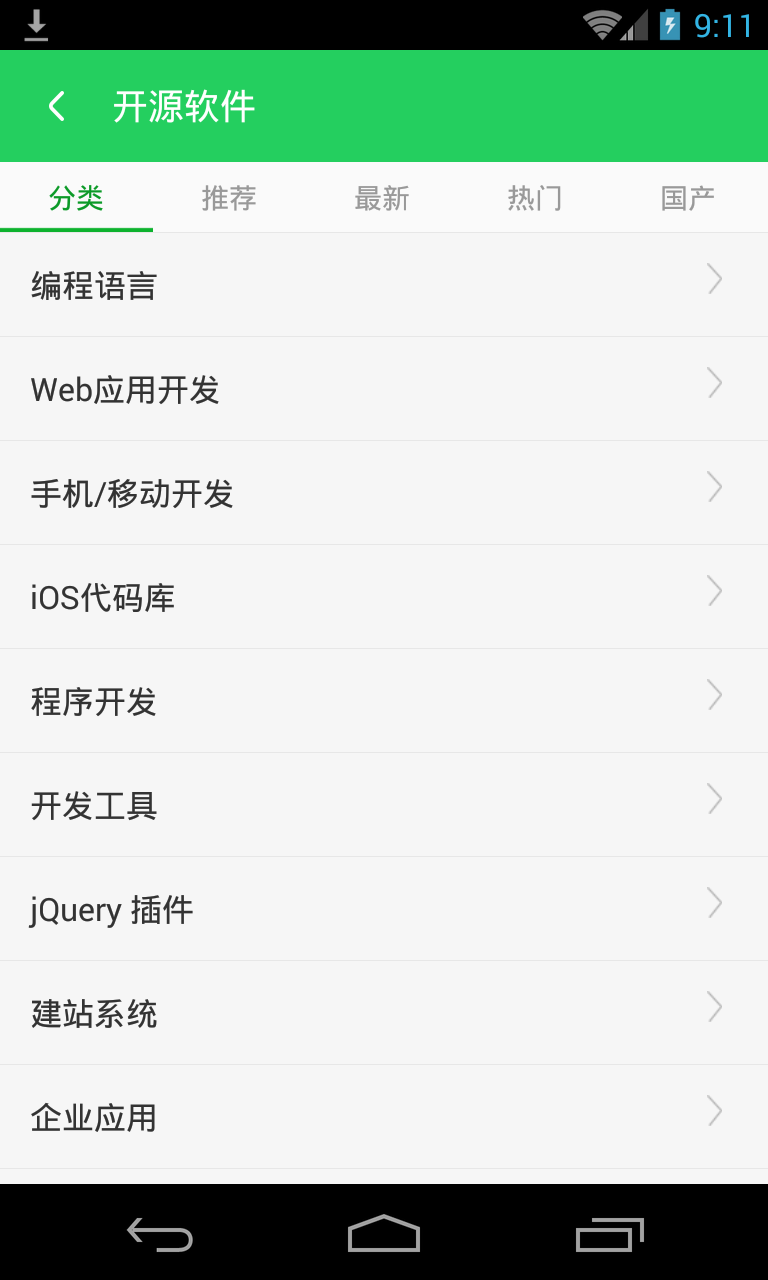 9:11
开源软件
分类 推荐 最新 热门 国产
编程语言
Web应用开发
手机/移动开发
iOS代码库
程序开发
开发工具
jQuery 插件
建站系统
企业应用